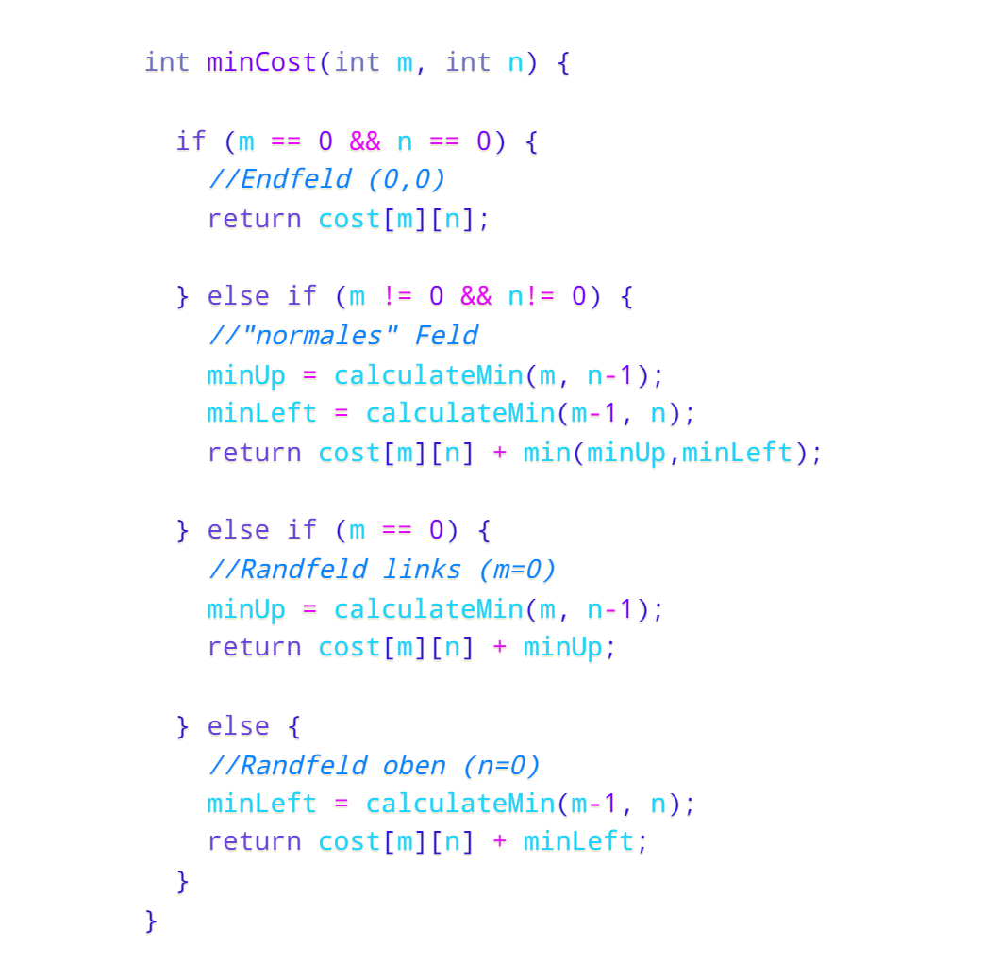 int minCost(int m, int n) {
if (m == 0 && n == 0) {
//Endfeld (0,0)
return cost[m][n];
} else if (m != 0 && n!= 0) {
//"normales" Feld
minUp = calculateMin(m, n-1);
minLeft = calculateMin(m-1, n);
return cost[m][n] + min(minUp,minLeft);
} else if (m == 0) {
//Randfeld links (m=0)
minUp = calculateMin(m, n-1);
return cost[m][n] + minUp;
} else {
//Randfeld oben (n=0)
minLeft = calculateMin(m-1, n);
return cost[m][n] + minLeft;
}
}